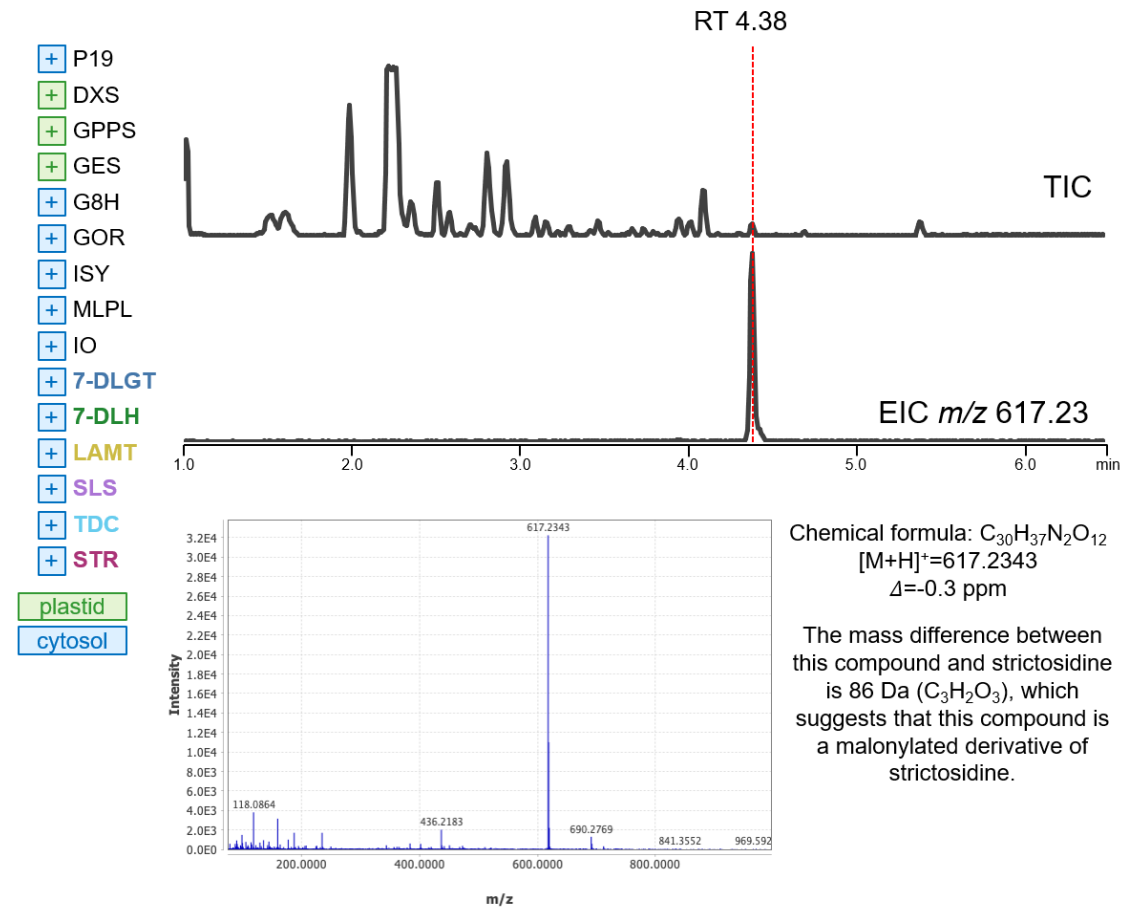 RT 4.38
+ P19
+ DXS
+ GPPS
+ GES
+ G8H
+ GOR
+ ISY
+ MLPL
+ IO
+ 7-DLGT
+ 7-DLH
+ LAMT
+ SLS
+ TDC
+ STR
plastid
cytosol
TIC
EIC m/z 617.23
1.0 2.0 3.0 4.0 5.0 6.0 min
617.2343
3.2E4
3.0E4
2.8E4
2.6E4
2.4E4
2.2E4
2.0E4
1.8E4
1.6E4
1.4E4
1.2E4
1.0E4
8.0E3
6.0E3
4.0E3
2.0E3
0.0E0
Intensity
118.0864
436.2183
690.2769
841.3552
969.592
200.0000 400.0000 600.0000 800.0000
m/z
Chemical formula: C₃₀H₃₇N₂O₁₂
[M+H]⁺=617.2343
Δ=-0.3 ppm
The mass difference between
this compound and strictosidine
is 86 Da (C₃H₂O₃), which
suggests that this compound is
a malonylated derivative of
strictosidine.